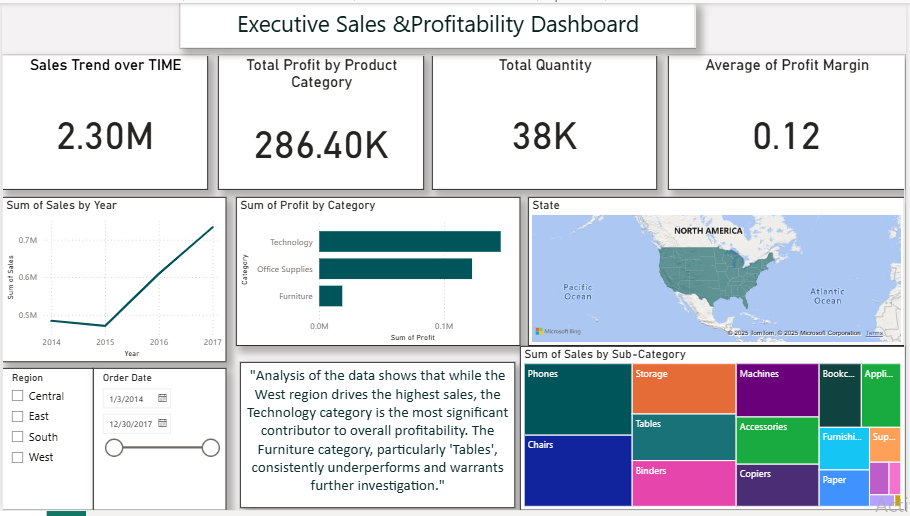 Executive Sales &Profitability Dashboard
Sales Trend over TIME
2.30M
Total Profit by Product
Category
286.40K
Total Quantity
38K
Average of Profit Margin
0.12
Sum of Sales by Year
Sum of Sales
0.7M
0.6M
0.5M
2014
2015
2016
2017
Year
Sum of Profit by Category
Category
Technology
Office Supplies
Furniture
0.0M
0.1M
Sum of Profit
State
NORTH AMERICA
Pacific
Ocean
Atlantic
Ocean
Microsoft Bing
© 2025 TomTom, © 2025 Microsoft Corporation Terms
Region
Central
East
South
West
Order Date
1/3/2014
12/30/2017
"Analysis of the data shows that while the
West region drives the highest sales, the
Technology category is the most significant
contributor to overall profitability. The
Furniture category, particularly 'Tables',
consistently underperforms and warrants
further investigation."
Sum of Sales by Sub-Category
Phones
Chairs
Storage
Tables
Binders
Machines
Accessories
Copiers
Bookc...
Appli...
Furnishi...
Sup...
Paper